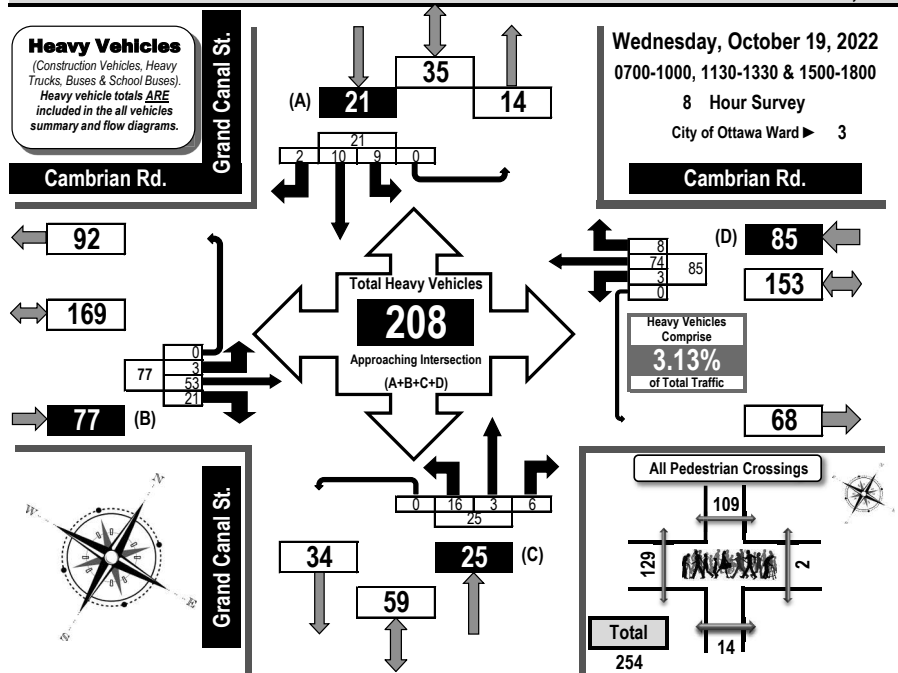 Heavy Vehicles
(Construction Vehicles, Heavy
Trucks, Buses & School Buses).
Heavy vehicle totals ARE
included in the all vehicles
summary and flow diagrams.
Grand Canal St.
Cambrian Rd.
35
(A) 21
14
21
2 10 9 0
Wednesday, October 19, 2022
0700-1000, 1130-1330 & 1500-1800
8 Hour Survey
City of Ottawa Ward ► 3
Cambrian Rd.
92
169
0
3
53
21
77
77 (B)
Total Heavy Vehicles
208
Approaching Intersection
(A+B+C+D)
8
74
3
0
85
(D) 85
153
Heavy Vehicles
Comprise
3.13%
of Total Traffic
68
N
W
E
S
Grand Canal St.
0 16 3 6
25
34
25 (C)
59
All Pedestrian Crossings
109
129
2
14
Total
254